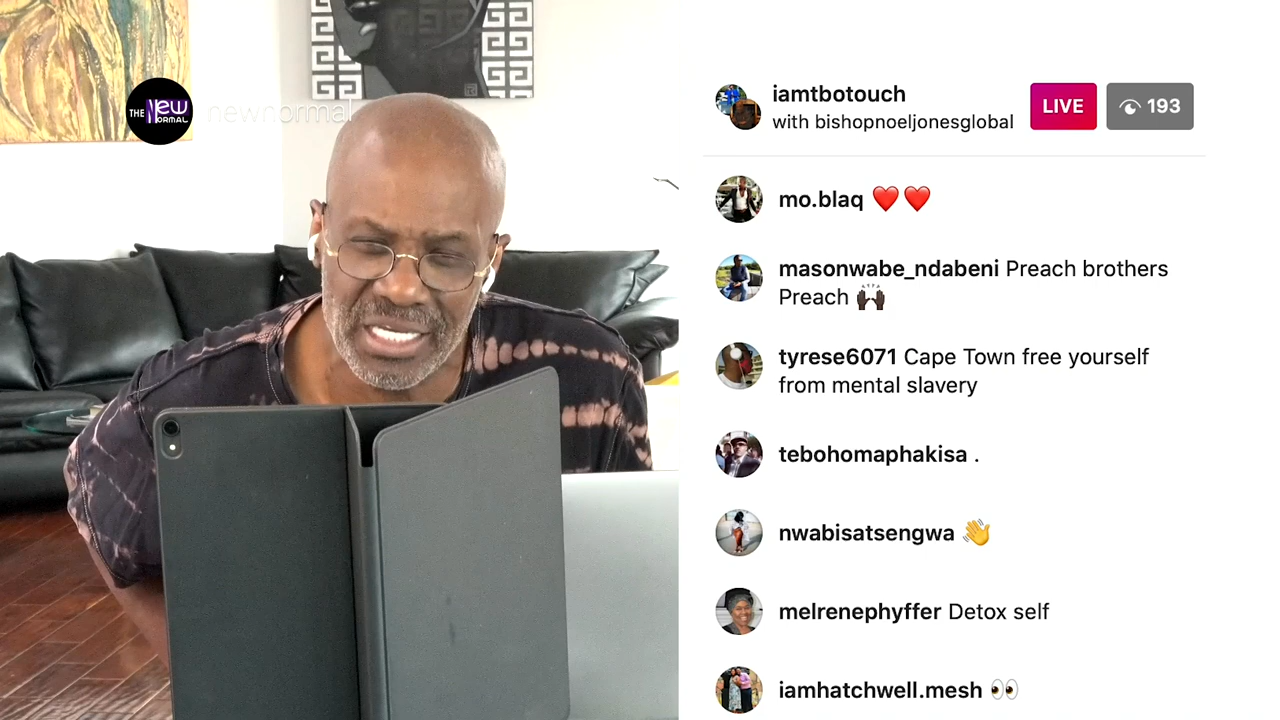 THE New
ORMAL
newnormal
iamtbotouch
with bishopnoeljonesglobal
LIVE
193
mo.blaq ❤️❤️
masonwabe_ndabeni Preach brothers
Preach 🙌🏿
tyrese6071 Cape Town free yourself
from mental slavery
tebohomaphakisa .
nwabisatsengwa 👋
melrenephyffer Detox self
iamhatchwell.mesh 👀